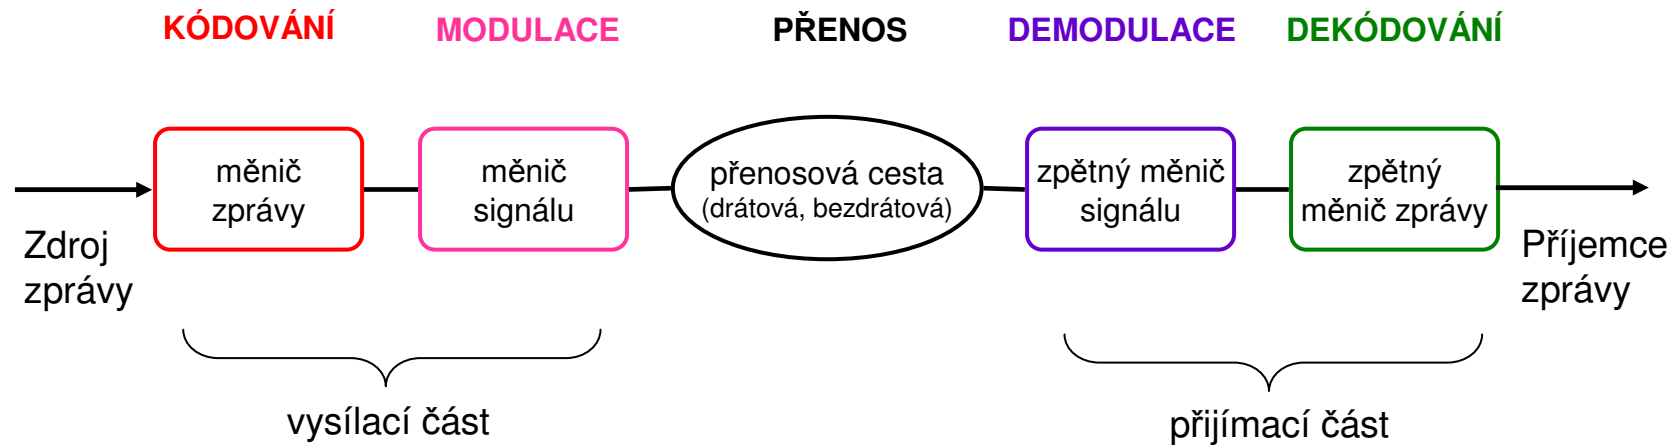 KÓDOVÁNÍ
MODULACE
PŘENOS
DEMODULACE
DEKÓDOVÁNÍ
měnič
zprávy
měnič
signálu
přenosová cesta
(drátová, bezdrátová)
zpětný měnič
signálu
zpětný
měnič zprávy
Zdroj
zprávy
Příjemce
zprávy
vysílací část
přijímací část